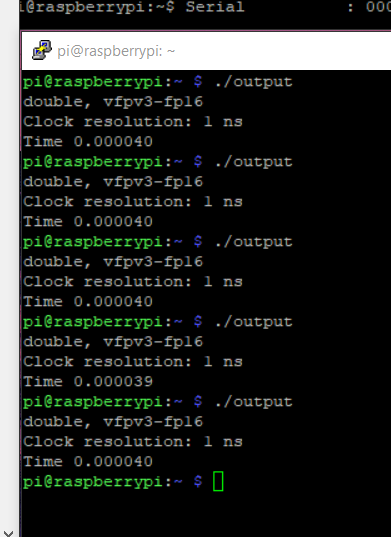 i@raspberrypi:~$ Serial : 000
pi@raspberrypi: ~
pi@raspberrypi:~ $ ./output
double, vfpv3-fp16
Clock resolution: 1 ns
Time 0.000040
pi@raspberrypi:~ $ ./output
double, vfpv3-fp16
Clock resolution: 1 ns
Time 0.000040
pi@raspberrypi:~ $ ./output
double, vfpv3-fp16
Clock resolution: 1 ns
Time 0.000040
pi@raspberrypi:~ $ ./output
double, vfpv3-fp16
Clock resolution: 1 ns
Time 0.000039
pi@raspberrypi:~ $ ./output
double, vfpv3-fp16
Clock resolution: 1 ns
Time 0.000040
pi@raspberrypi:~ $